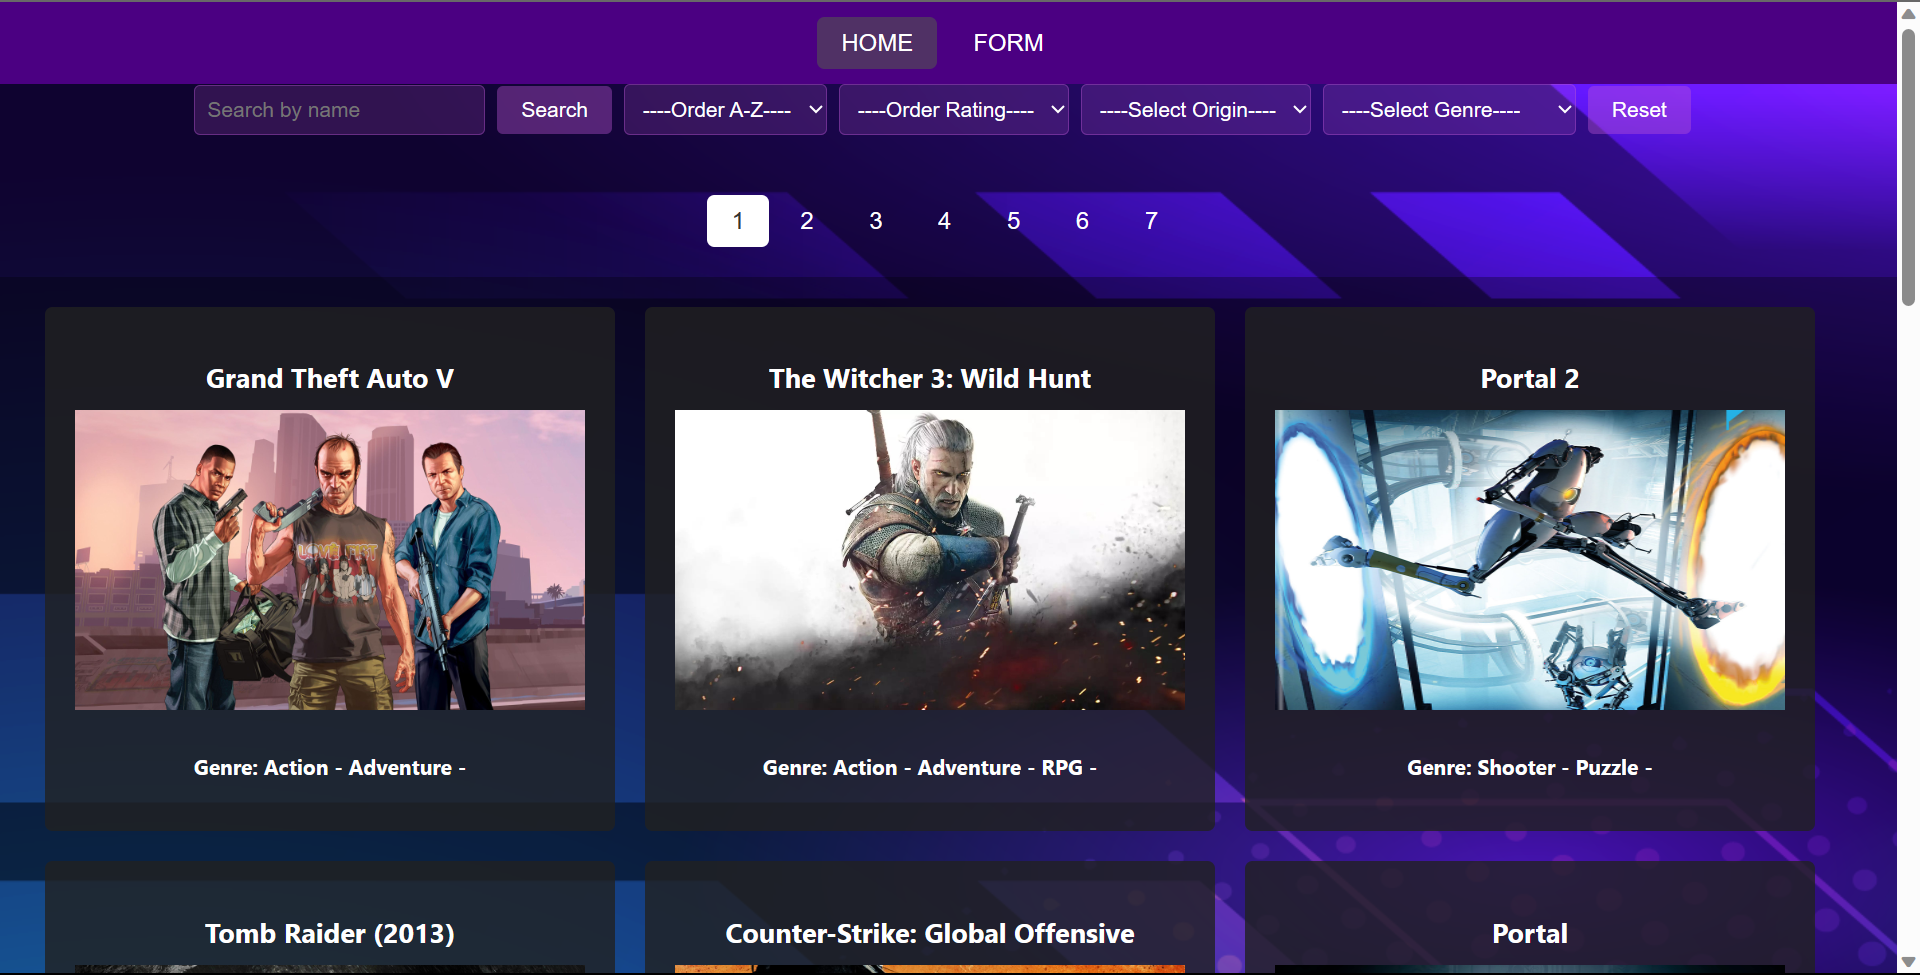 HOME FORM
Search by name Search ----Order A-Z---- ----Order Rating---- ----Select Origin---- ----Select Genre---- Reset
1 2 3 4 5 6 7
Grand Theft Auto V The Witcher 3: Wild Hunt Portal 2
Genre: Action - Adventure - Genre: Action - Adventure - RPG - Genre: Shooter - Puzzle -
Tomb Raider (2013) Counter-Strike: Global Offensive Portal